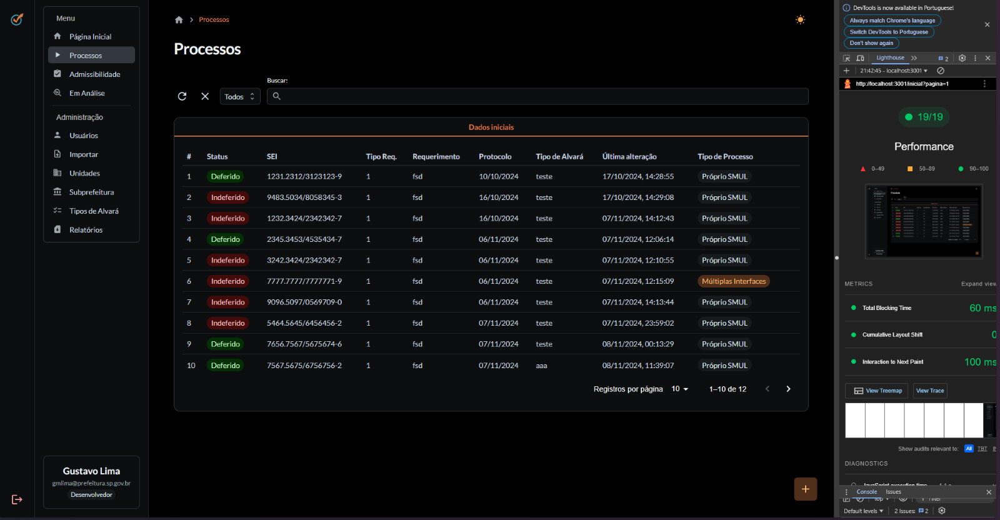 Menu
Página Inicial
Processos
Admissibilidade
Em Análise
Administração
Usuários
Importar
Unidades
Subprefeitura
Tipos de Alvará
Relatórios
Gustavo Lima
gmlima@prefeitura.sp.gov.br
Desenvolvedor
Processos
Processos
Buscar:
Todos
Dados iniciais
# Status SEI Tipo Req. Requerimento Protocolo Tipo de Alvará Última alteração Tipo de Processo
1 Deferido 1231.2312/3123123-9 1 fsd 10/10/2024 teste 17/10/2024, 14:28:55 Próprio SMUL
2 Indeferido 9483.5034/8058345-3 1 fsd 16/10/2024 teste 17/10/2024, 14:29:08 Próprio SMUL
3 Indeferido 1232.3424/2342342-7 1 fsd 16/10/2024 teste 07/11/2024, 14:12:43 Próprio SMUL
4 Deferido 2345.3453/4535434-7 1 fsd 06/11/2024 teste 07/11/2024, 12:06:14 Próprio SMUL
5 Indeferido 3242.3424/2342342-7 1 fsd 06/11/2024 teste 07/11/2024, 12:10:55 Próprio SMUL
6 Indeferido 7777.7777/7777771-9 1 fsd 06/11/2024 teste 07/11/2024, 12:15:09 Múltiplas Interfaces
7 Indeferido 9096.5097/0569709-0 1 fsd 06/11/2024 teste 07/11/2024, 14:13:44 Próprio SMUL
8 Indeferido 5464.5645/6456456-2 1 fsd 07/11/2024 teste 07/11/2024, 23:59:02 Próprio SMUL
9 Deferido 7656.7567/5675674-6 1 fsd 07/11/2024 teste 08/11/2024, 00:13:29 Próprio SMUL
10 Deferido 7567.5675/6756756-2 1 fsd 07/11/2024 aaa 08/11/2024, 11:39:07 Próprio SMUL
Registros por página 10 1–10 de 12
DevTools is now available in Portuguese!
Always match Chrome's language
Switch DevTools to Portuguese
Don't show again
Lighthouse 2
21:42:45 - localhost:3001
http://localhost:3001/inicial?pagina=1
19/19
Performance
0–49 50–89 90–100
METRICS Expand view
Total Blocking Time 60 ms
Cumulative Layout Shift 0
Interaction to Next Paint 100 ms
View Treemap View Trace
Show audits relevant to: All TBT
DIAGNOSTICS
JavaScript execution time
Console Issues
top Filter
Default levels 2 Issues: 2